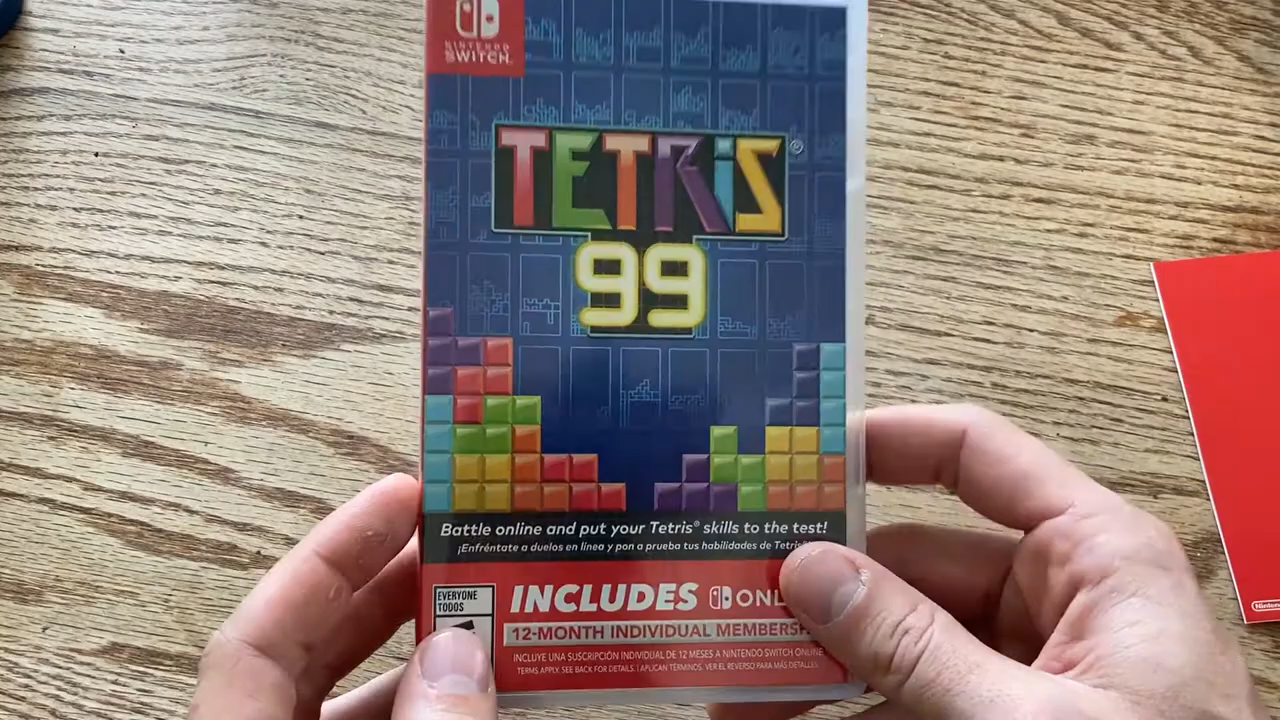 NINTENDO
SWITCH™
TETRIS®
99
Battle online and put your Tetris® skills to the test!
¡Enfréntate a duelos en línea y pon a prueba tus habilidades de
EVERYONE
TODOS
INCLUDES
12-MONTH INDIVIDUAL
INCLUYE UNA SUSCRIPCIÓN INDIVIDUAL DE 12 MESES A NINTENDO SWITCH ONLINE
TERMS APPLY. SEE BACK FOR DETAILS. | APLICAN TÉRMINOS. VER EL REVERSO PARA MÁS DETALLES.